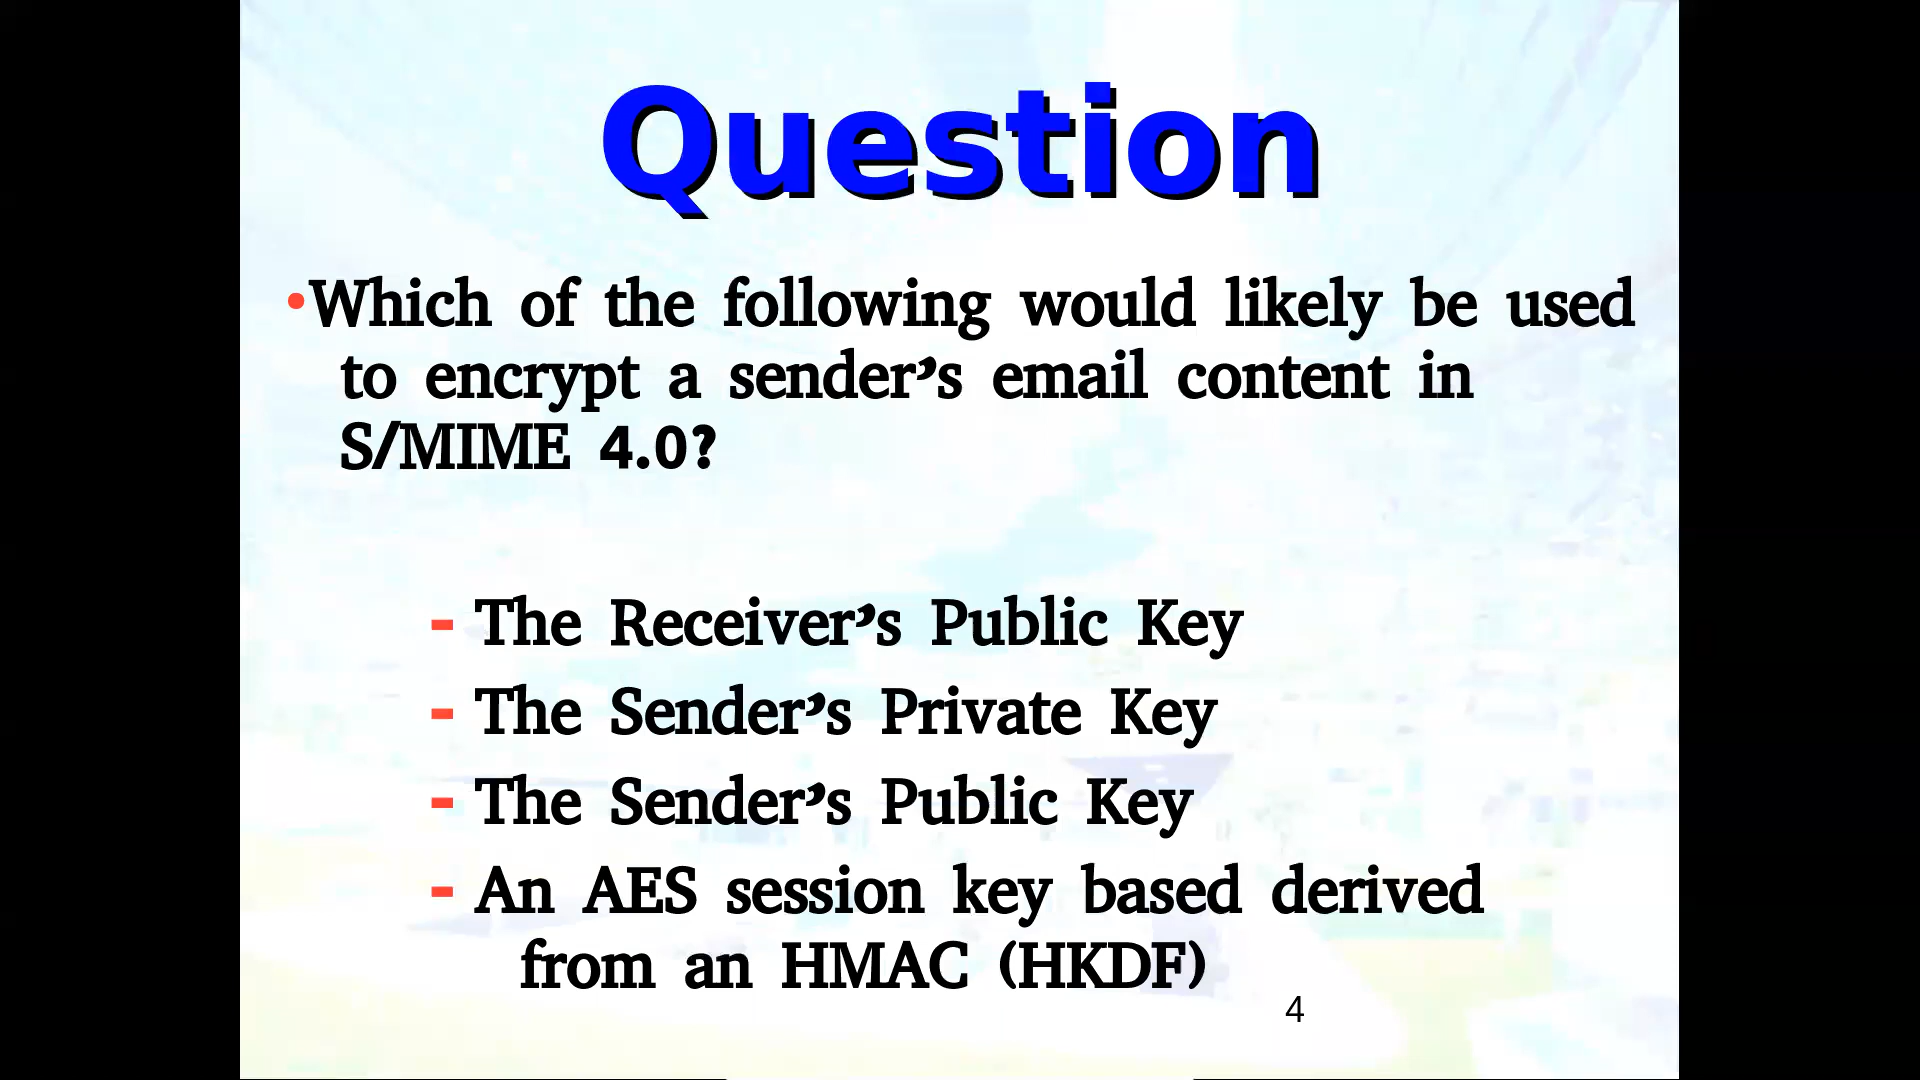 Question
•Which of the following would likely be used
to encrypt a sender’s email content in
S/MIME 4.0?
- The Receiver’s Public Key
- The Sender’s Private Key
- The Sender’s Public Key
- An AES session key based derived
from an HMAC (HKDF)
4